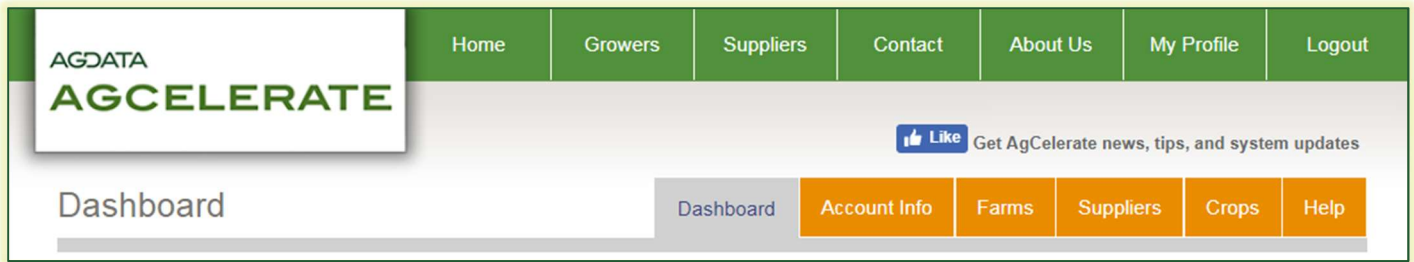 AGDATA
AGCELERATE
Home Growers Suppliers Contact About Us My Profile Logout
Like Get AgCelerate news, tips, and system updates
Dashboard
Dashboard Account Info Farms Suppliers Crops Help